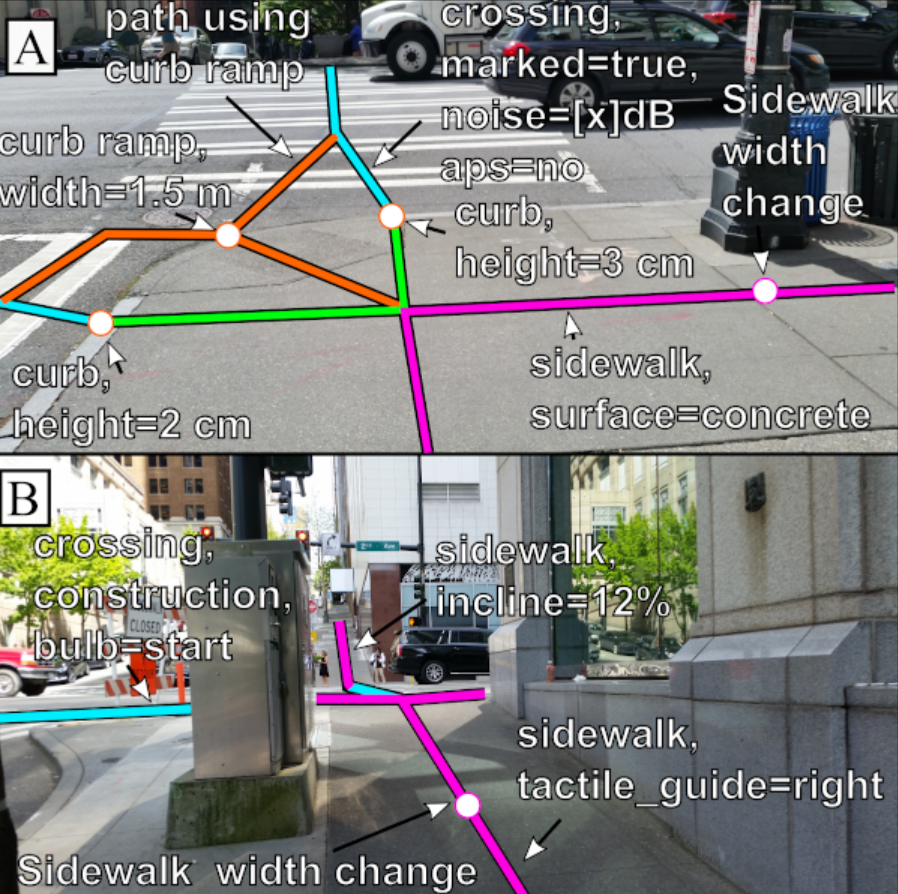 A
path using
curb ramp
crossing,
marked=true,
noise=[x]dB
aps=no
Sidewalk
width
change
curb ramp,
width=1.5 m
curb,
height=3 cm
curb,
height=2 cm
sidewalk,
surface=concrete
B
crossing,
construction,
bulb=start
CLOSED
sidewalk,
incline=12%
sidewalk,
tactile_guide=right
Sidewalk width change